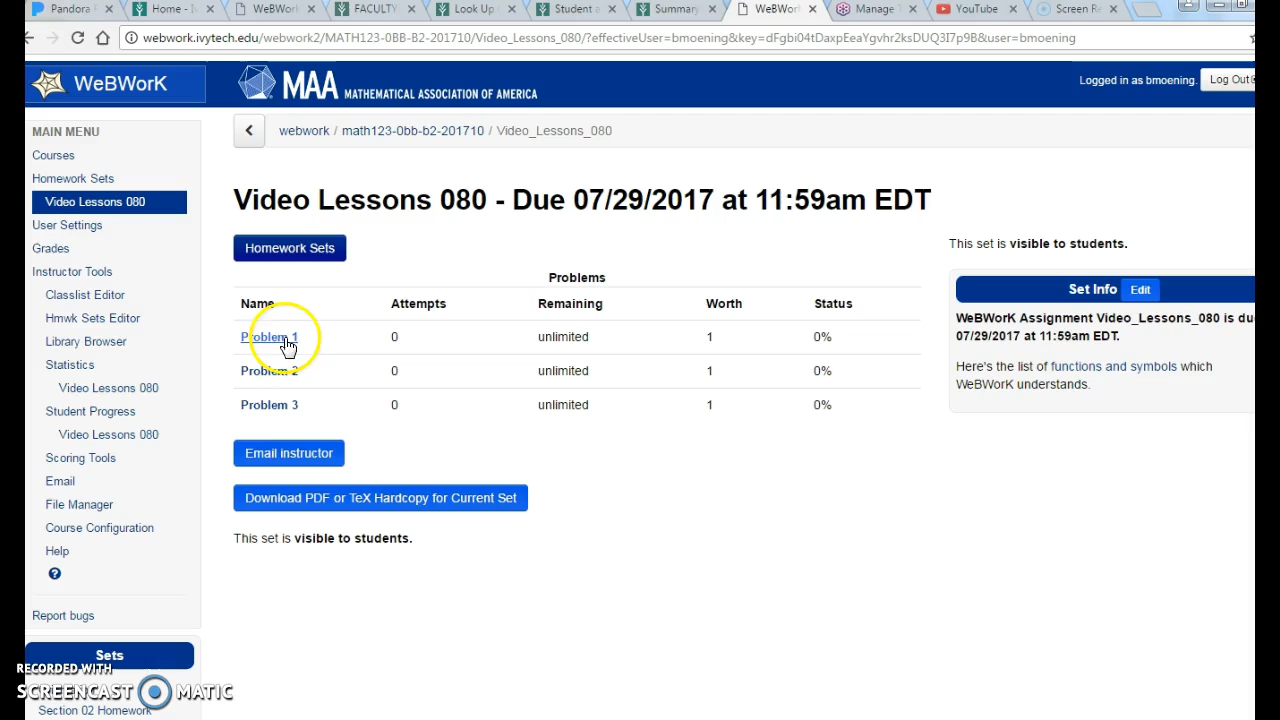 Pandora F
Home - Iv
WeBWork
FACULTY
Look Up
Student a
Summary
WeBWor
Manage T
YouTube
Screen Re
webwork.ivytech.edu/webwork2/MATH123-0BB-B2-201710/Video_Lessons_080/?effectiveUser=bmoening&key=dFgbi04tDaxpEeaYgvhr2ksDUQ3I7p9B&user=bmoening
WeBWorK
MAA MATHEMATICAL ASSOCIATION OF AMERICA
Logged in as bmoening. Log Out
MAIN MENU
Courses
Homework Sets
Video Lessons 080
User Settings
Grades
Instructor Tools
Classlist Editor
Hmwk Sets Editor
Library Browser
Statistics
Video Lessons 080
Student Progress
Video Lessons 080
Scoring Tools
Email
File Manager
Course Configuration
Help
?
Report bugs
Sets
Section 02 Homework
webwork / math123-0bb-b2-201710 / Video_Lessons_080
Video Lessons 080 - Due 07/29/2017 at 11:59am EDT
Homework Sets
Problems
Name Attempts Remaining Worth Status
Problem 1 0 unlimited 1 0%
Problem 2 0 unlimited 1 0%
Problem 3 0 unlimited 1 0%
Email instructor
Download PDF or TeX Hardcopy for Current Set
This set is visible to students.
This set is visible to students.
Set Info Edit
WeBWorK Assignment Video_Lessons_080 is du
07/29/2017 at 11:59am EDT.
Here's the list of functions and symbols which
WeBWorK understands.
RECORDED WITH
SCREENCAST MATIC